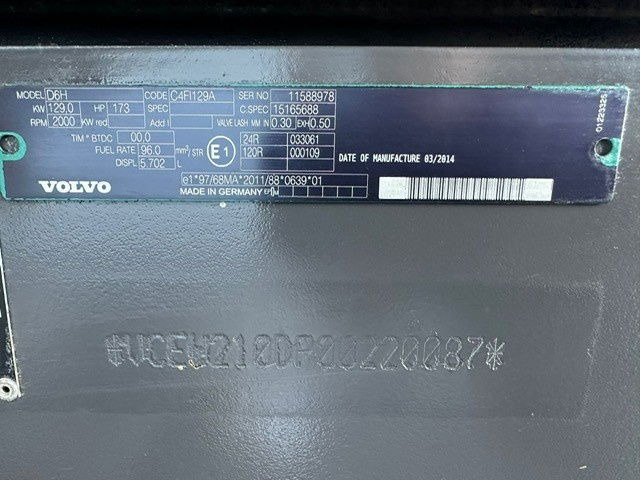 MODEL D6H CODE C4FI129A SER NO 11588978
KW 129,0 HP 173 SPEC C.SPEC 15165688
RPM 2000 KW red Add l VALVE LASH MM IN 0.30 EXH 0.50
TIM ° BTDC 00.0 24R 033061
FUEL RATE 96.0 mm³/ STR E1 120R 000109
DISPL 5.702 L DATE OF MANUFACTURE 03/2014
VOLVO e1*97/68MA*2011/88*0639*01
MADE IN GERMANY
01229326
*VCEW210DP00220087*